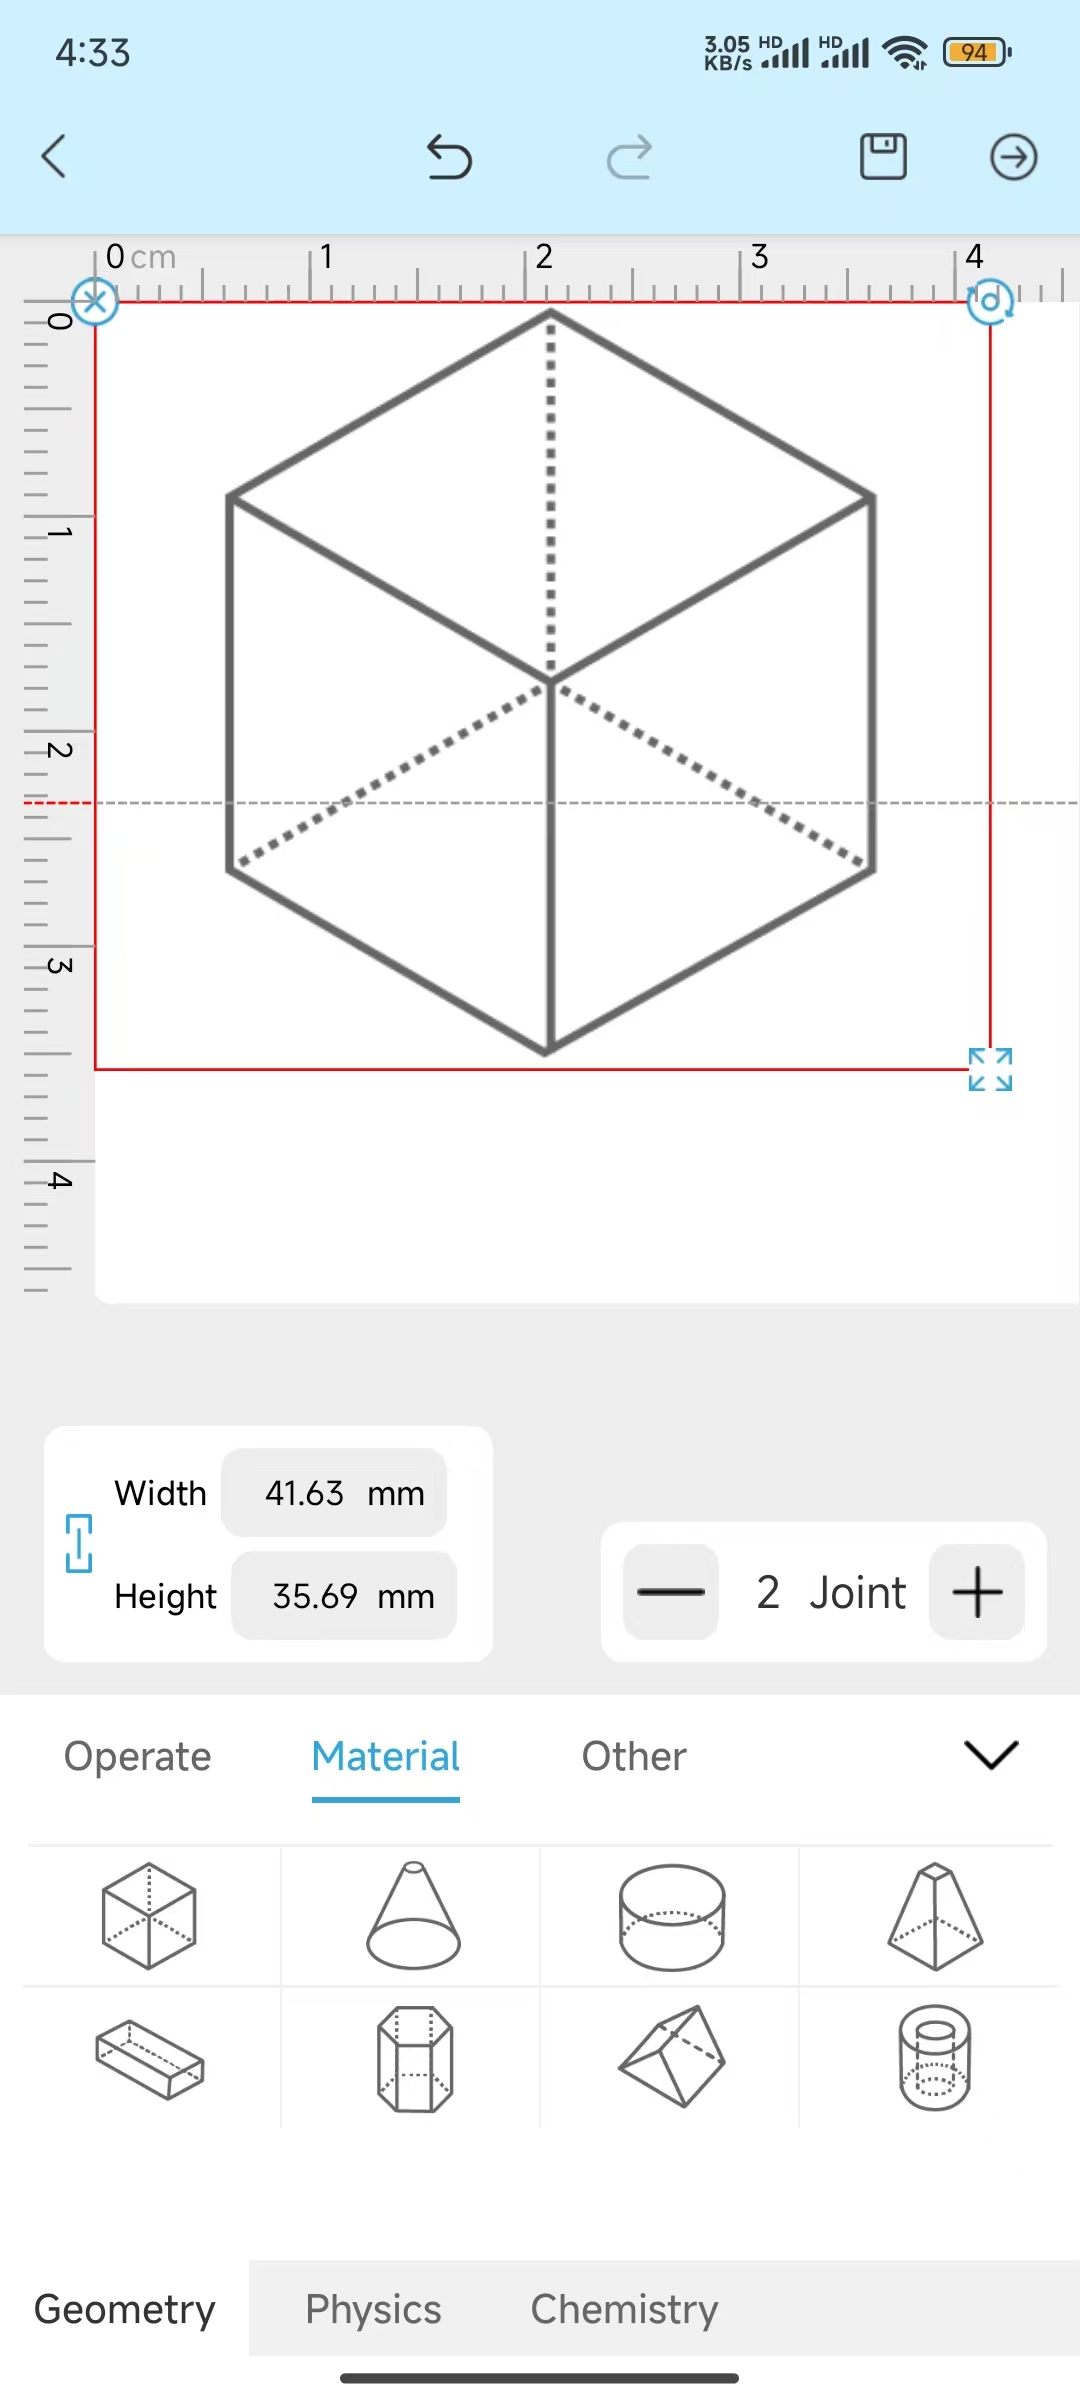 4:33
3.05 KB/s HD HD 94
0 cm 1 2 3 4
0
1
2
3
4
Width 41.63 mm
Height 35.69 mm
2 Joint
Operate Material Other
Geometry Physics Chemistry